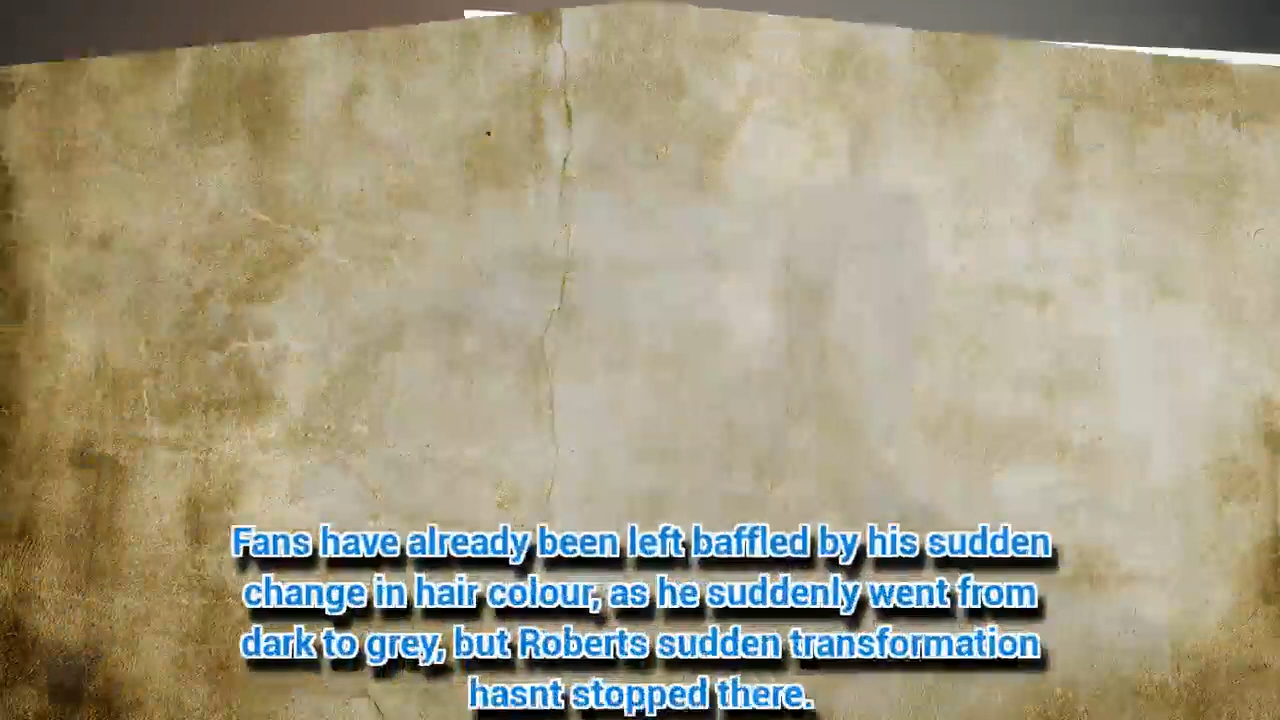 Fans have already been left baffled by his sudden
change in hair colour, as he suddenly went from
dark to grey, but Roberts sudden transformation
hasnt stopped there.